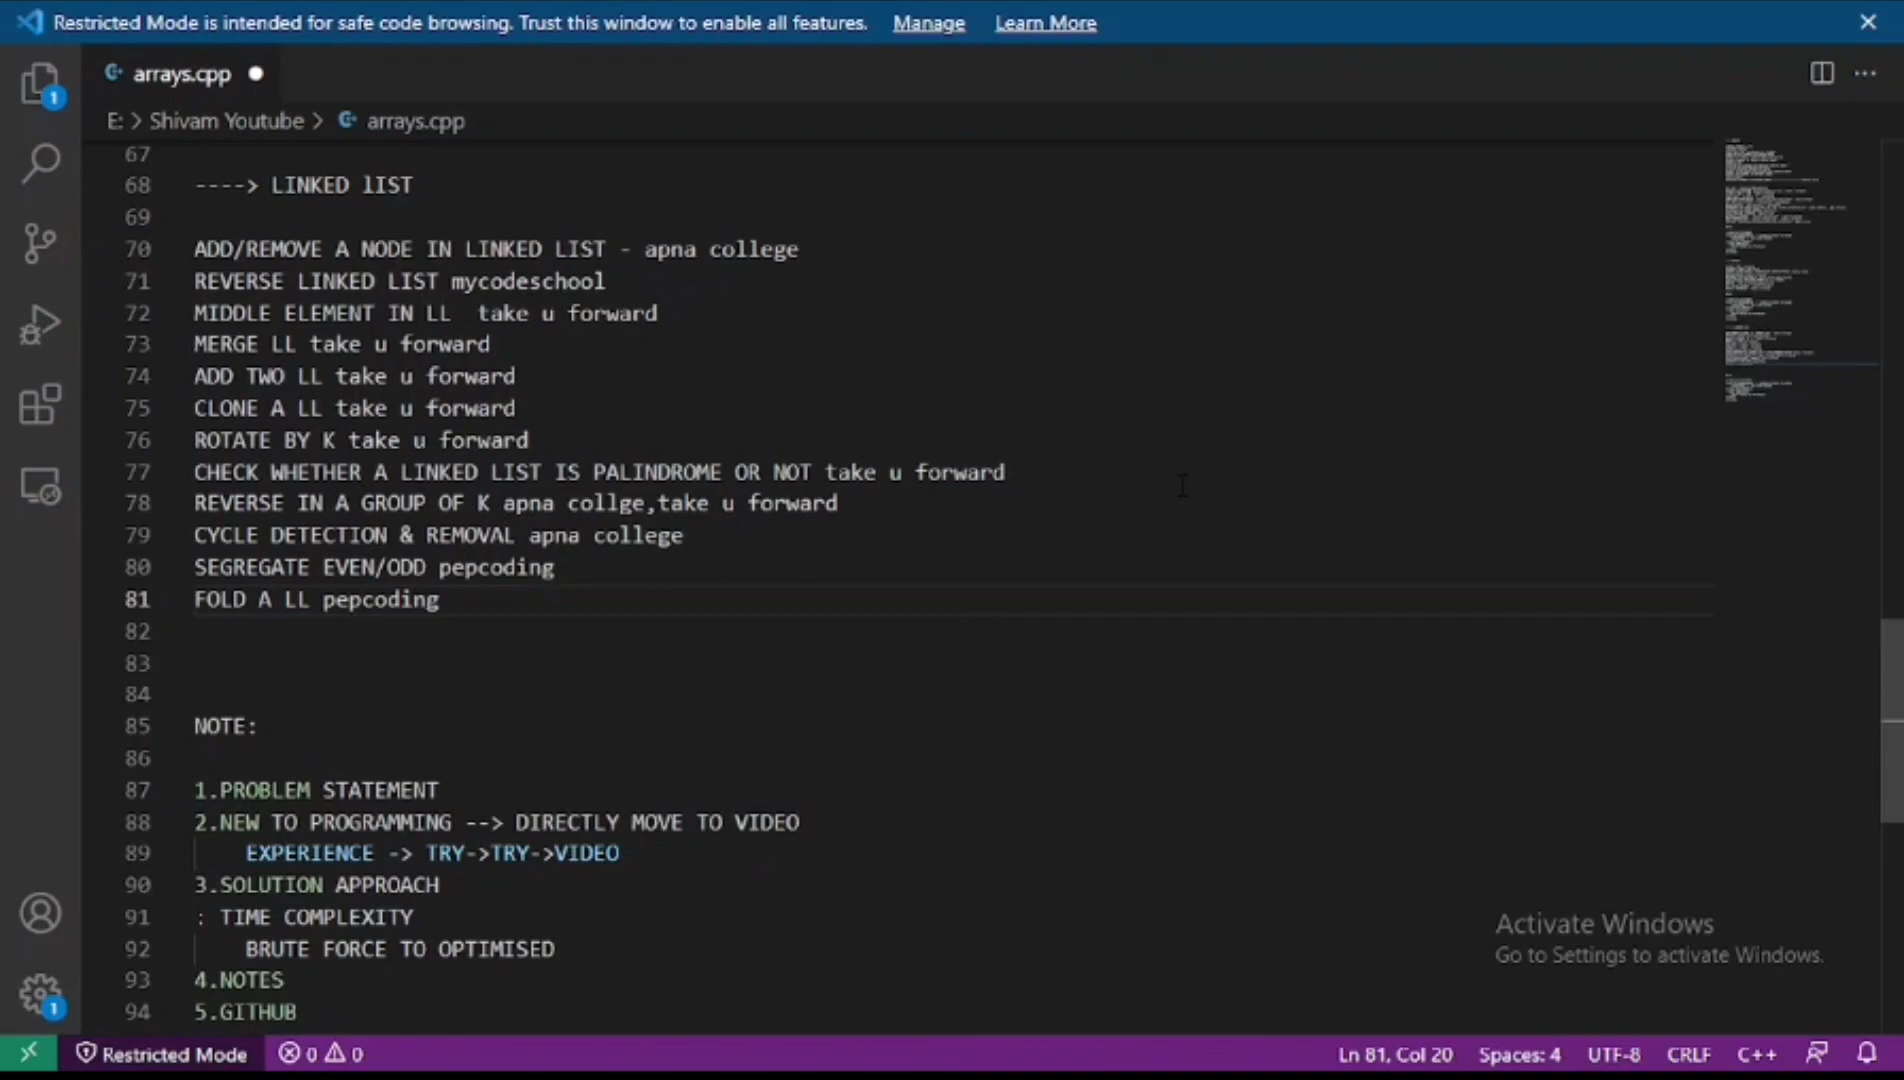 Restricted Mode is intended for safe code browsing. Trust this window to enable all features. Manage Learn More
arrays.cpp
E: > Shivam Youtube > arrays.cpp
67
68 ----> LINKED lIST
69
70 ADD/REMOVE A NODE IN LINKED LIST - apna college
71 REVERSE LINKED LIST mycodeschool
72 MIDDLE ELEMENT IN LL  take u forward
73 MERGE LL take u forward
74 ADD TWO LL take u forward
75 CLONE A LL take u forward
76 ROTATE BY K take u forward
77 CHECK WHETHER A LINKED LIST IS PALINDROME OR NOT take u forward
78 REVERSE IN A GROUP OF K apna collge,take u forward
79 CYCLE DETECTION & REMOVAL apna college
80 SEGREGATE EVEN/ODD pepcoding
81 FOLD A LL pepcoding
82
83
84
85 NOTE:
86
87 1.PROBLEM STATEMENT
88 2.NEW TO PROGRAMMING --> DIRECTLY MOVE TO VIDEO
89 EXPERIENCE -> TRY->TRY->VIDEO
90 3.SOLUTION APPROACH
91 : TIME COMPLEXITY
92 BRUTE FORCE TO OPTIMISED
93 4.NOTES
94 5.GITHUB
1
1
Activate Windows
Go to Settings to activate Windows.
Restricted Mode 0 0 Ln 81, Col 20 Spaces: 4 UTF-8 CRLF C++